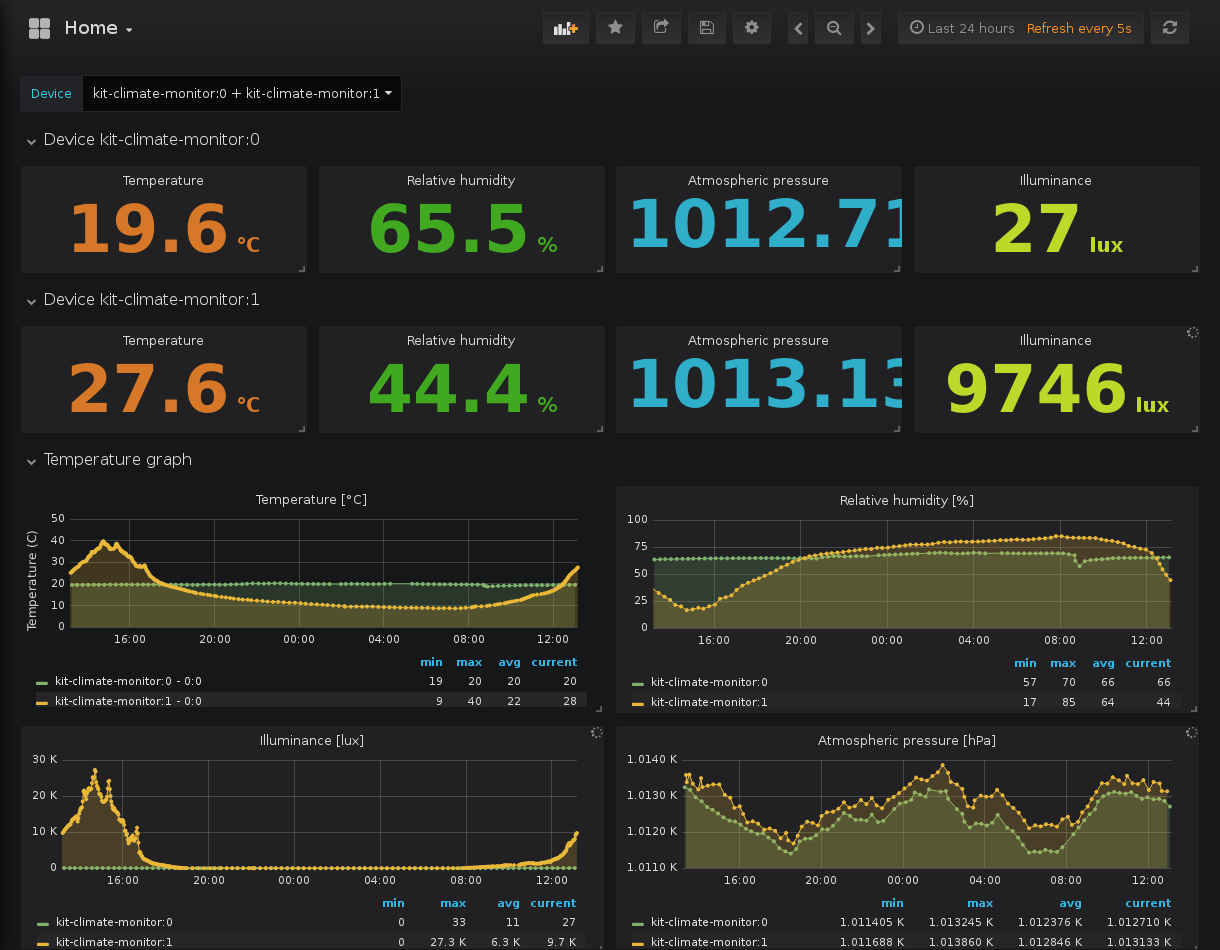 Home
Last 24 hours Refresh every 5s
Device kit-climate-monitor:0 + kit-climate-monitor:1
Device kit-climate-monitor:0
Temperature Relative humidity Atmospheric pressure Illuminance
19.6 °C 65.5 % 1012.71 27 lux
Device kit-climate-monitor:1
Temperature Relative humidity Atmospheric pressure Illuminance
27.6 °C 44.4 % 1013.13 9746 lux
Temperature graph
Temperature [°C]
Temperature (C)
50
40
30
20
10
0
16:00 20:00 00:00 04:00 08:00 12:00
min max avg current
kit-climate-monitor:0 - 0:0 19 20 20 20
kit-climate-monitor:1 - 0:0 9 40 22 28
Relative humidity [%]
100
75
50
25
0
16:00 20:00 00:00 04:00 08:00 12:00
min max avg current
kit-climate-monitor:0 57 70 66 66
kit-climate-monitor:1 17 85 64 44
Illuminance [lux]
30 K
20 K
10 K
0
16:00 20:00 00:00 04:00 08:00 12:00
min max avg current
kit-climate-monitor:0 0 33 11 27
kit-climate-monitor:1 0 27.3 K 6.3 K 9.7 K
Atmospheric pressure [hPa]
1.0140 K
1.0130 K
1.0120 K
1.0110 K
16:00 20:00 00:00 04:00 08:00 12:00
min max avg current
kit-climate-monitor:0 1.011405 K 1.013245 K 1.012376 K 1.012710 K
kit-climate-monitor:1 1.011688 K 1.013860 K 1.012846 K 1.013133 K